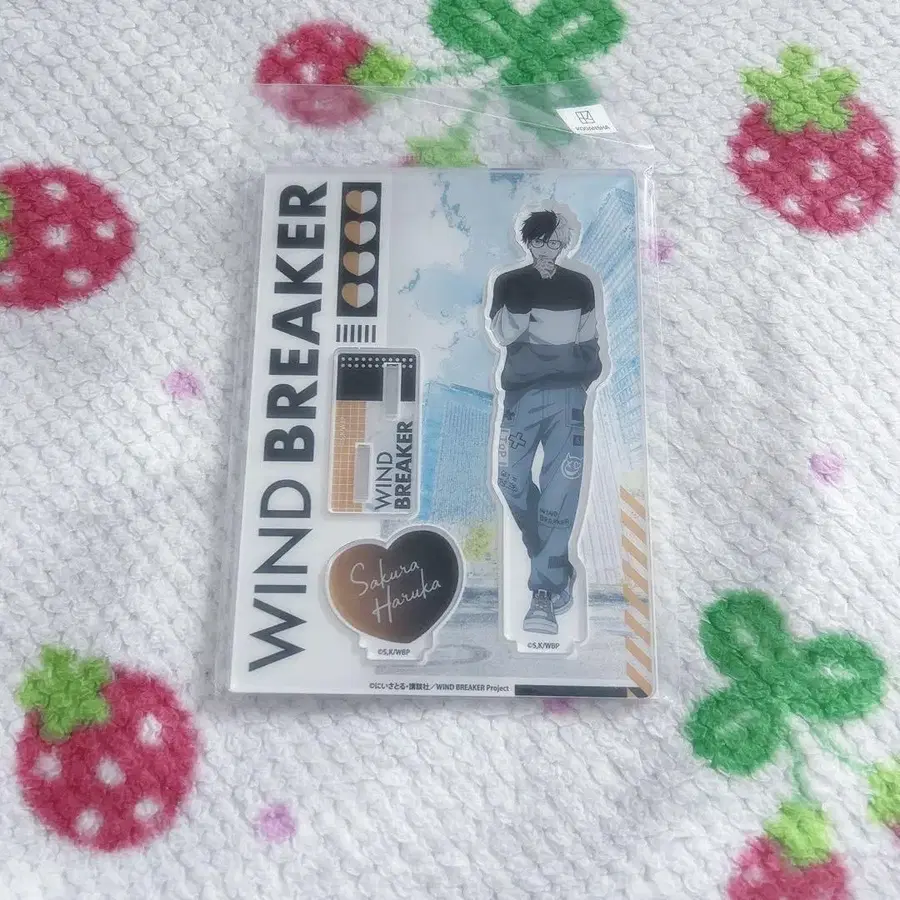 KODANSHA
WIND BREAKER
WIND
BREAKER
Sakura
Haruka
©S,K/WBP
©S,K/WBP
©にいさとる・講談社／WIND BREAKER Project